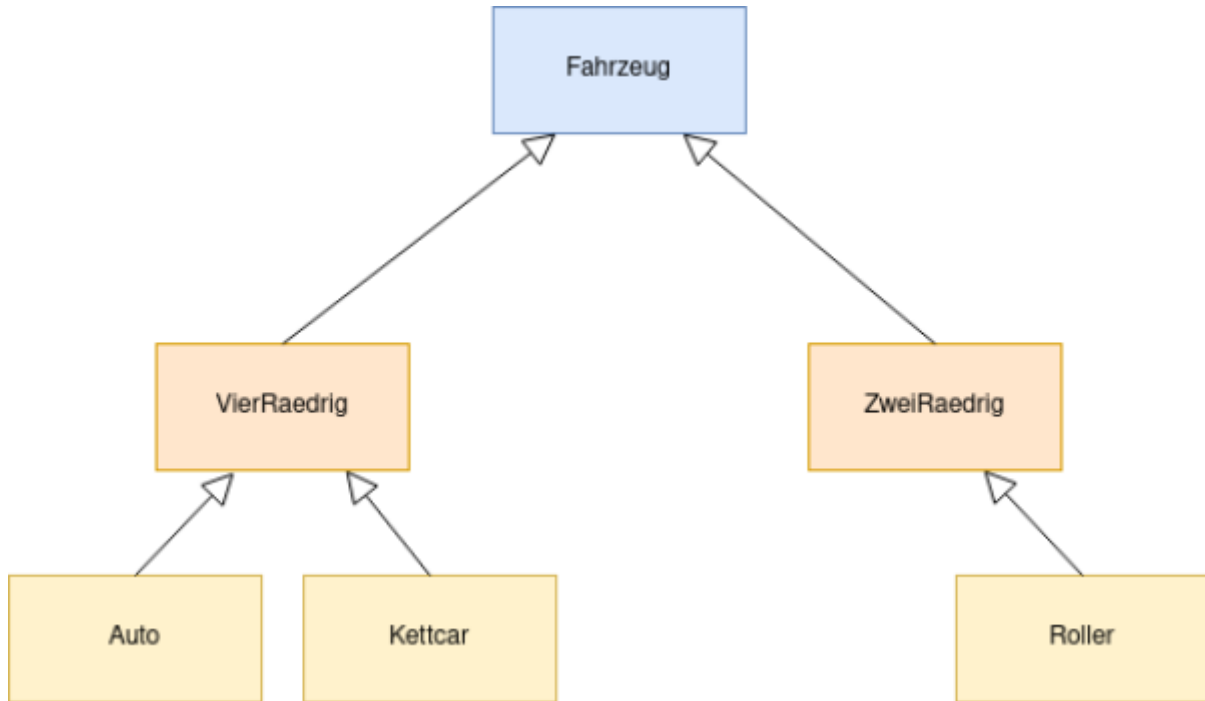 Fahrzeug
VierRaedrig
ZweiRaedrig
Auto
Kettcar
Roller